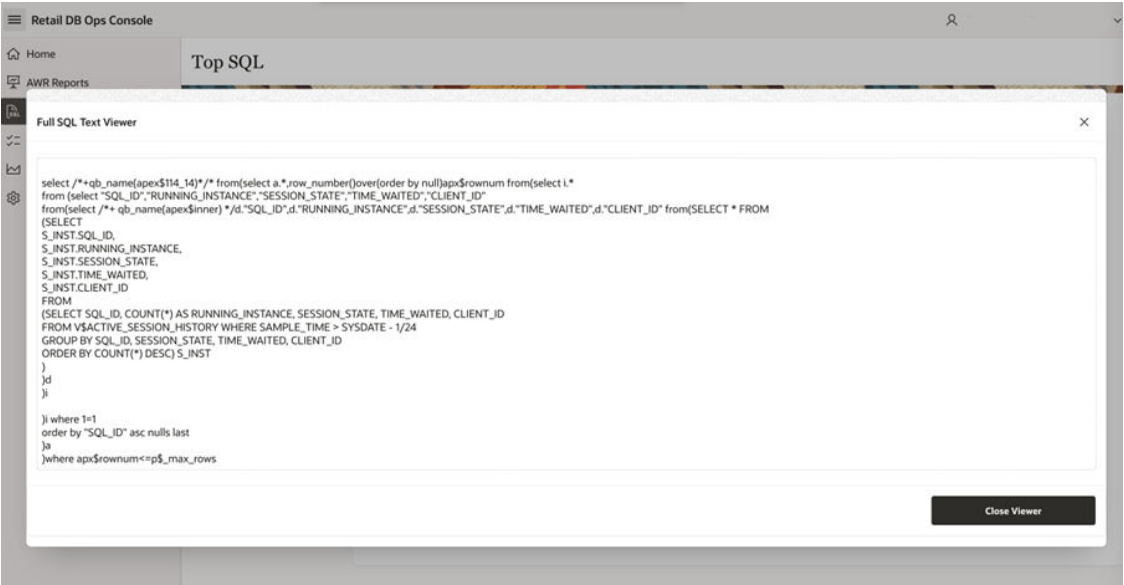 Retail DB Ops Console
Home
Top SQL
AWR Reports
SQL
Full SQL Text Viewer
select /*+qb_name(apex$114_14)*/* from(select a.*,row_number()over(order by null)apx$rownum from(select i.*
from (select "SQL_ID","RUNNING_INSTANCE","SESSION_STATE","TIME_WAITED","CLIENT_ID"
from(select /*+ qb_name(apex$inner) */d."SQL_ID",d."RUNNING_INSTANCE",d."SESSION_STATE",d."TIME_WAITED",d."CLIENT_ID" from(SELECT * FROM
(SELECT
S_INST.SQL_ID,
S_INST.RUNNING_INSTANCE,
S_INST.SESSION_STATE,
S_INST.TIME_WAITED,
S_INST.CLIENT_ID
FROM
(SELECT SQL_ID, COUNT(*) AS RUNNING_INSTANCE, SESSION_STATE, TIME_WAITED, CLIENT_ID
FROM V$ACTIVE_SESSION_HISTORY WHERE SAMPLE_TIME > SYSDATE - 1/24
GROUP BY SQL_ID, SESSION_STATE, TIME_WAITED, CLIENT_ID
ORDER BY COUNT(*) DESC) S_INST
)
)d
)i
)i where 1=1
order by "SQL_ID" asc nulls last
)a
)where apx$rownum<=p$_max_rows
Close Viewer